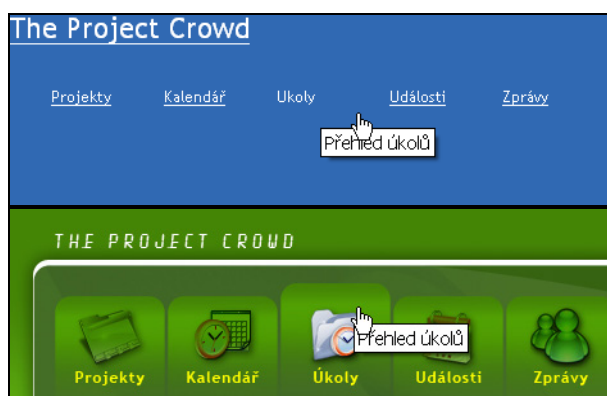 The Project Crowd
Projekty Kalendář Ukoly Události Zprávy
Přehled úkolů
THE PROJECT CROWD
Přehled úkolů
Projekty Kalendář Úkoly Události Zprávy